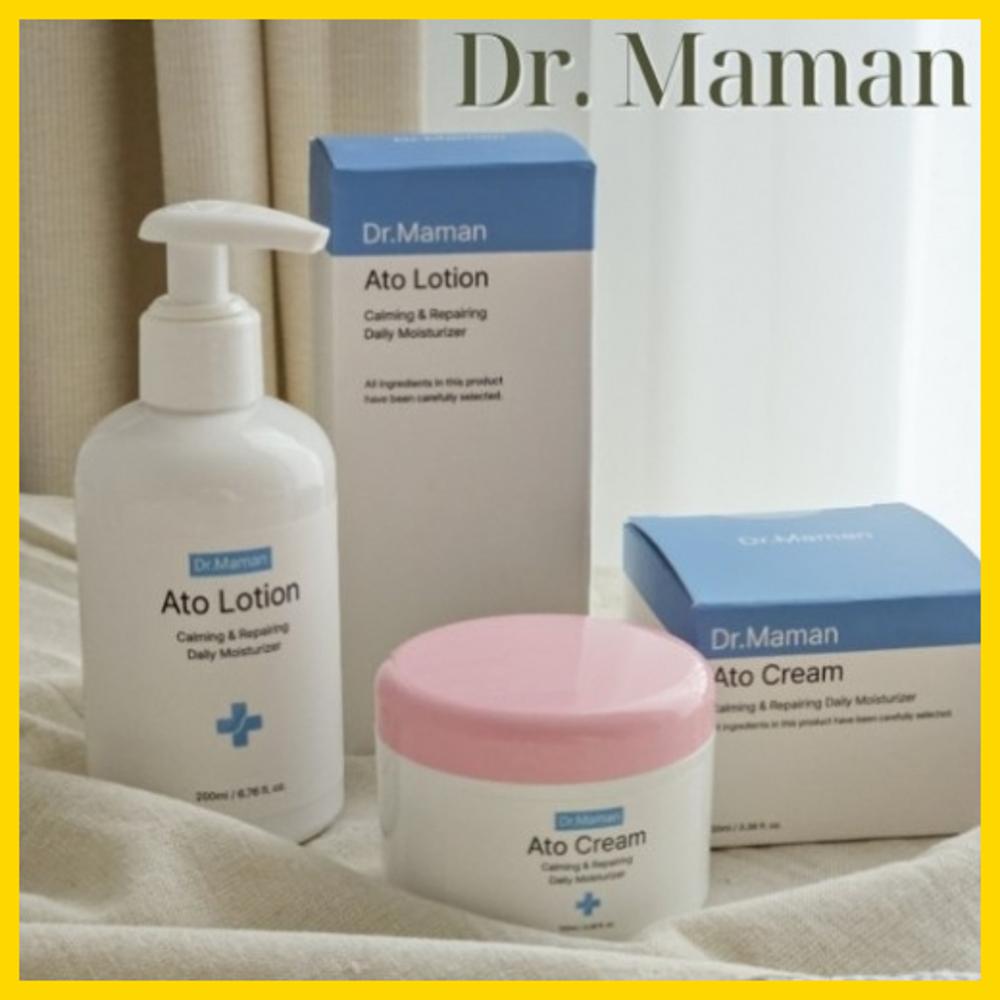 Dr. Maman
Dr.Maman
Dr.Maman
Ato Lotion
Calming & Repairing
Daily Moisturizer
All ingredients in this product
have been carefully selected.
Dr.Maman
Ato Lotion
Calming & Repairing
Daily Moisturizer
200ml / 6.76 fl. oz.
Dr.Maman
Dr.Maman
Ato Cream
Calming & Repairing Daily Moisturizer
ingredients in this product have been carefully selected.
Dr.Maman
Ato Cream
Calming & Repairing
Daily Moisturizer